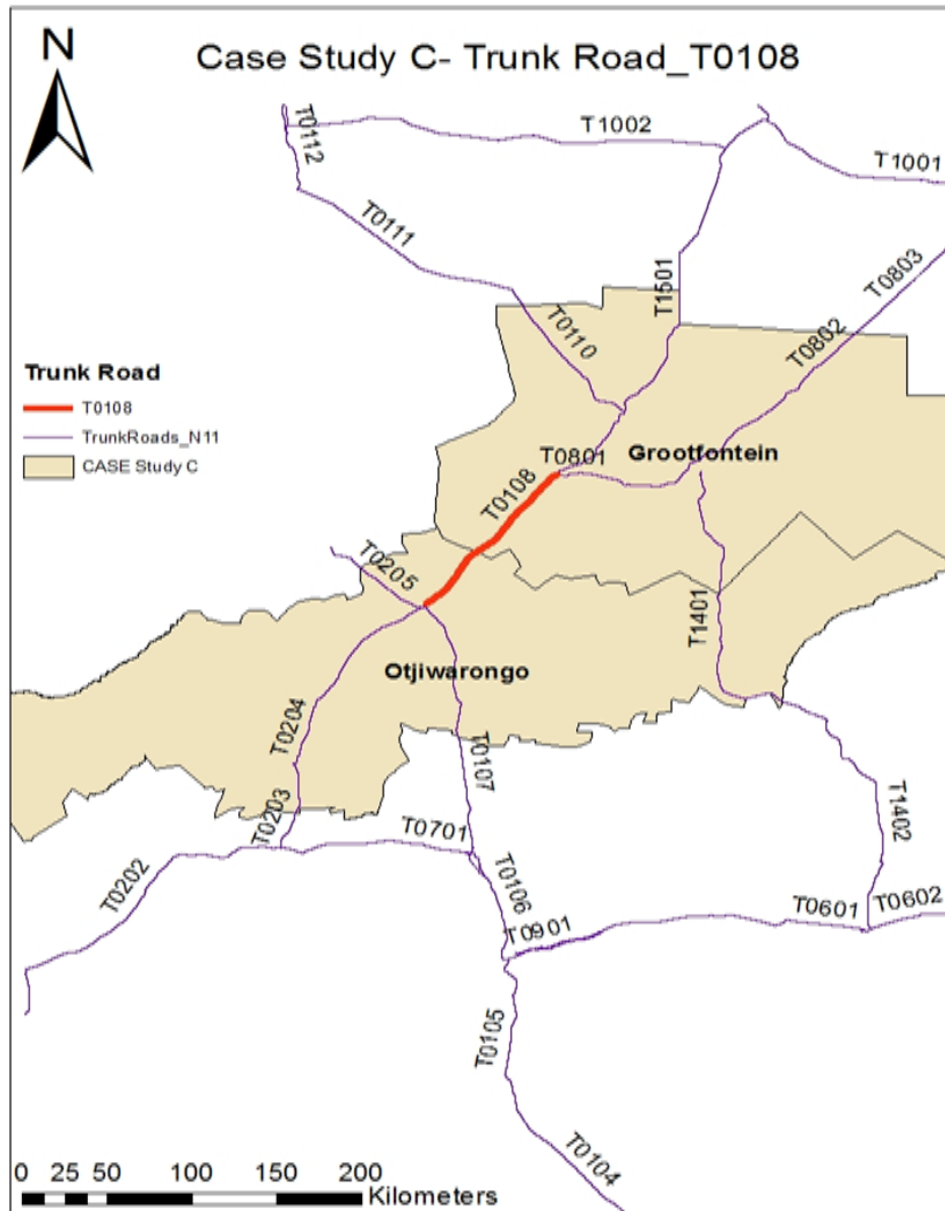 N
Case Study C- Trunk Road_T0108
T0112
T1002
T1001
T0111
T0803
T1501
T0110
T0802
Trunk Road
T0108
TrunkRoads_N11
CASE Study C
T0801
Grootfontein
T0108
T0205
T1401
Otjiwarongo
T0204
T0107
T0203
T0701
T1402
T0202
T0106
T0601
T0602
T0901
T0105
T0104
0 25 50 100 150 200
Kilometers